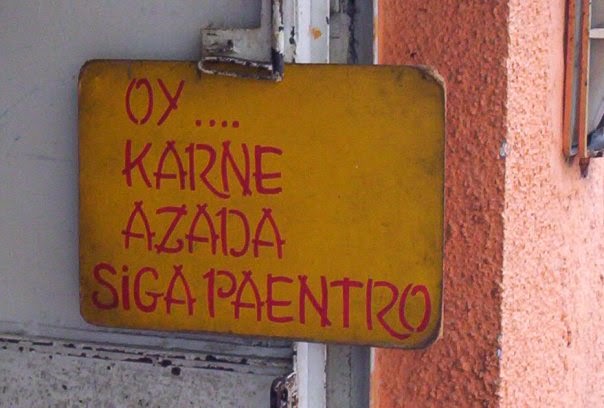 OY ....
KARNE
AZADA
SiGA PAENTRO